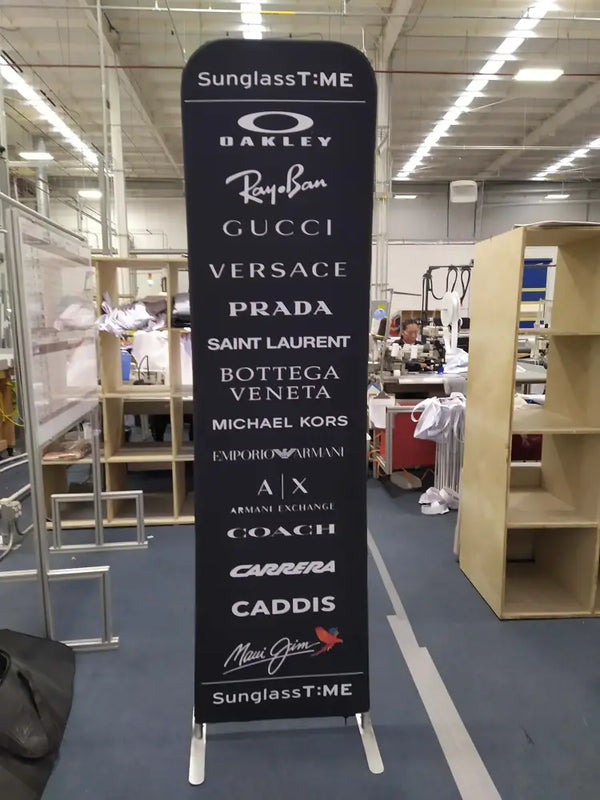 SunglassT:ME
OAKLEY
Ray-Ban
GUCCI
VERSACE
PRADA
SAINT LAURENT
BOTTEGA
VENETA
MICHAEL KORS
EMPORIO ARMANI
A|X
ARMANI EXCHANGE
COACH
CARRERA
CADDIS
Maui Jim
SunglassT:ME